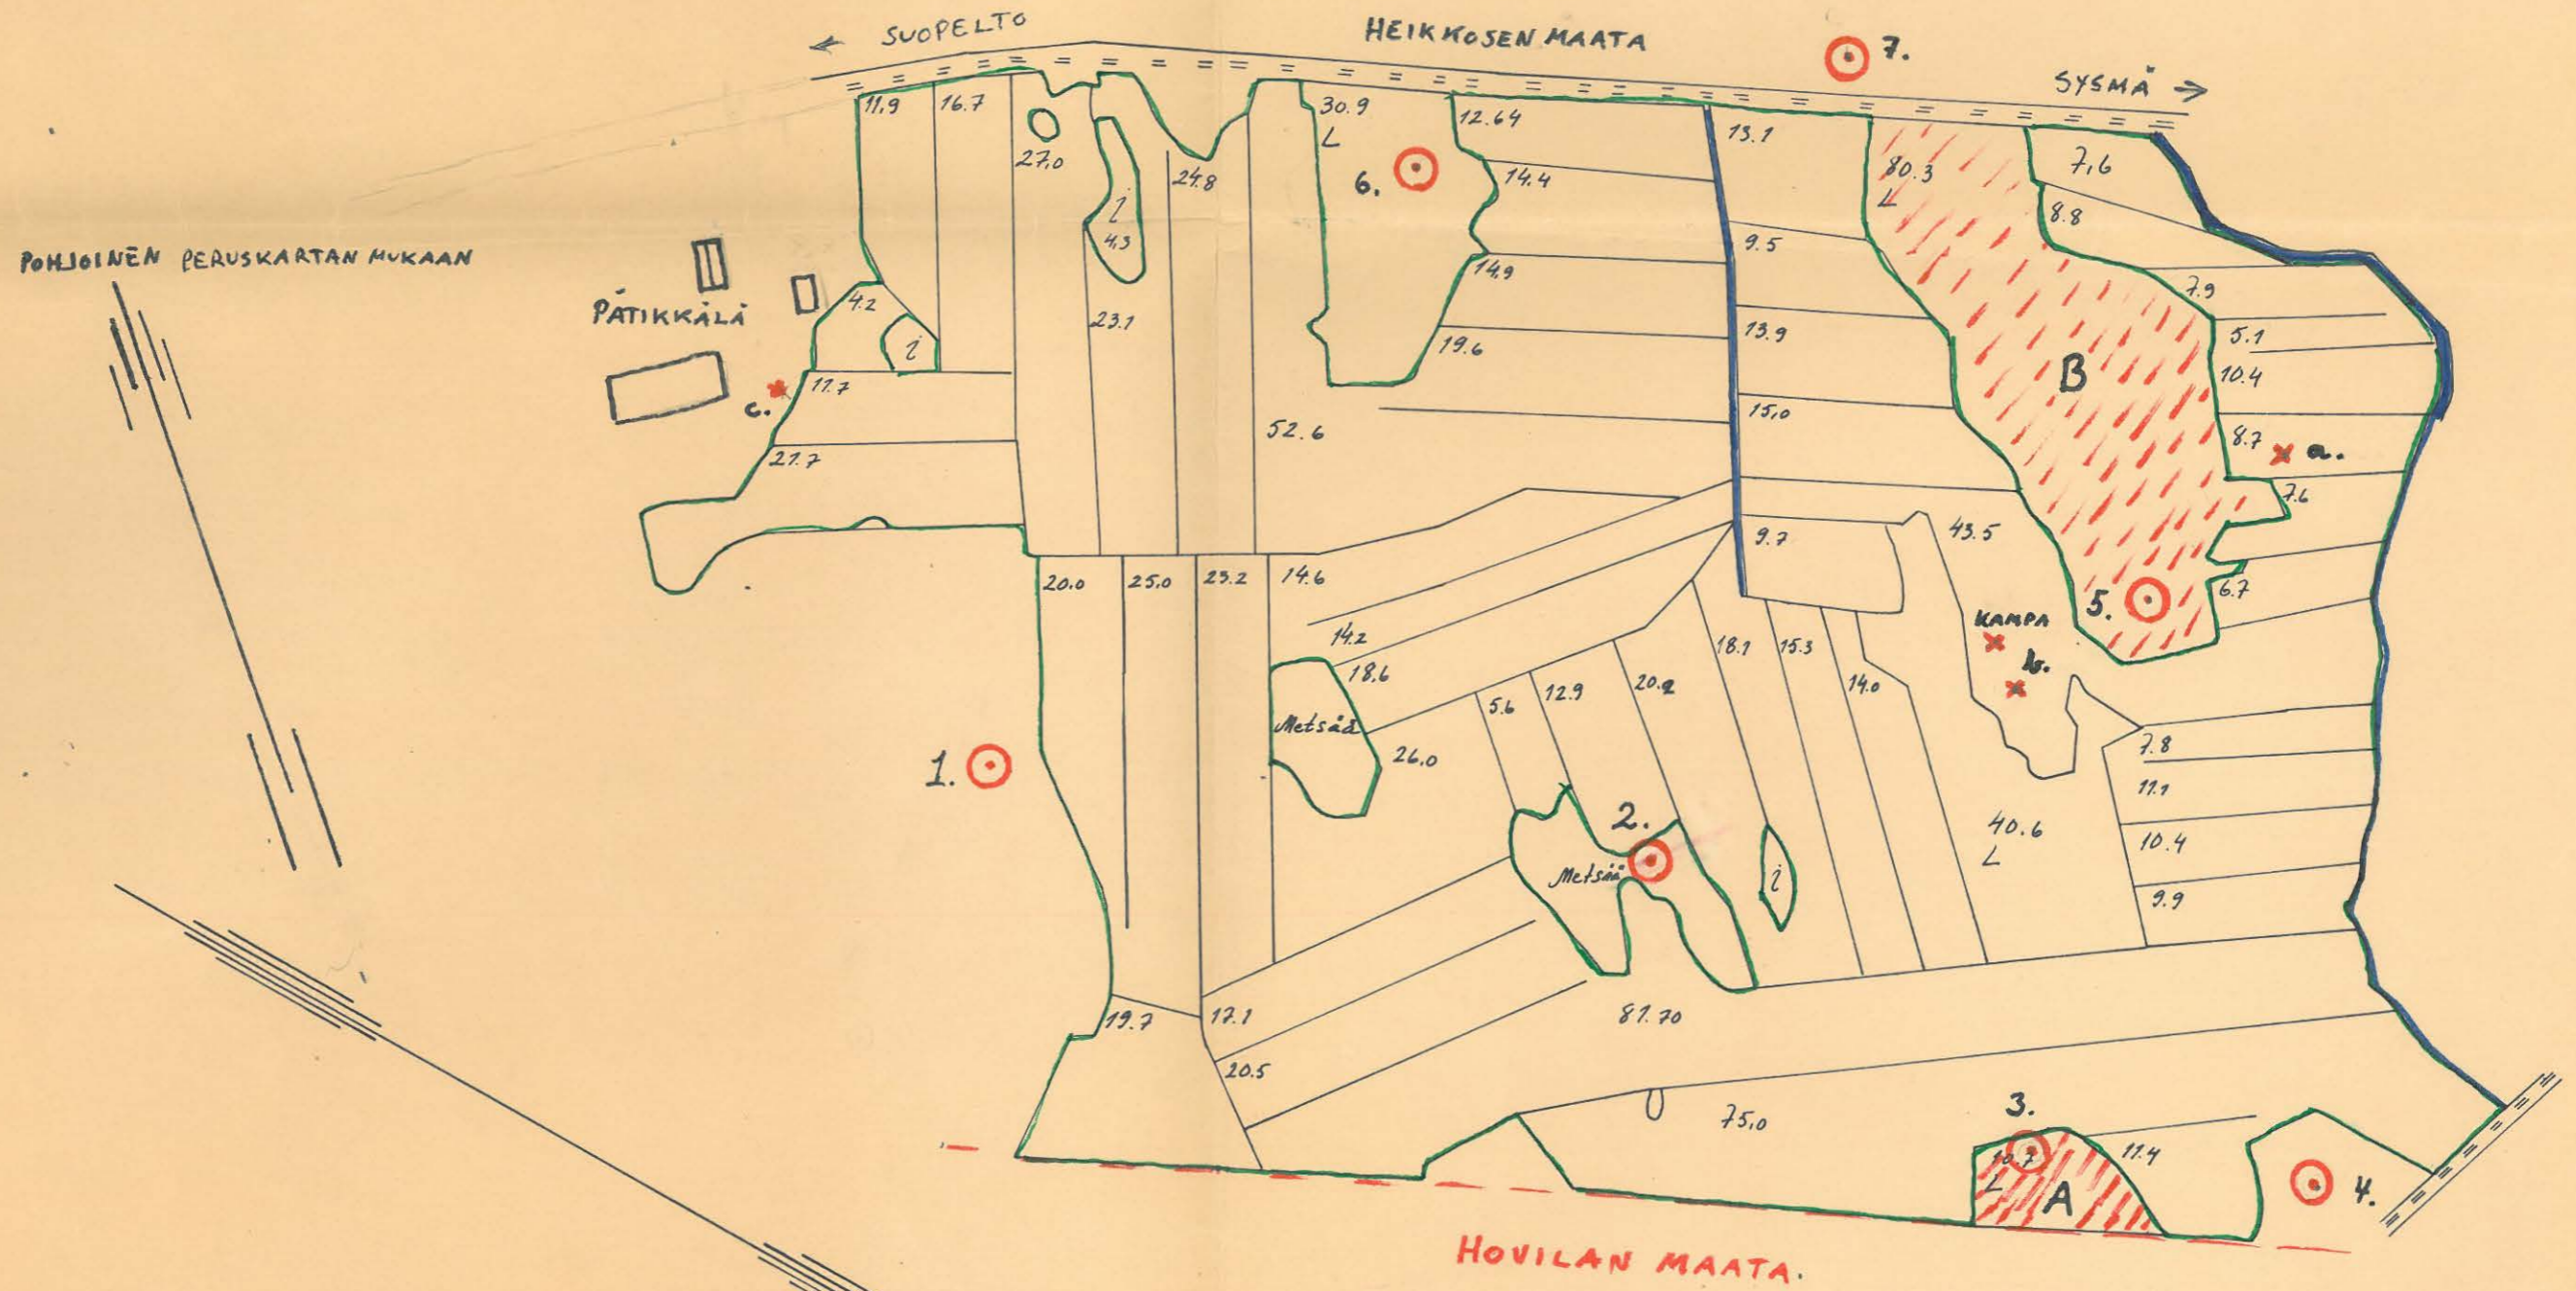 ← SUOPELTO
HEIKKOSEN MAATA
7.
SYSMÄ →
11.9
16.7
27,0
24.8
30.9
L
6.
12.64
14.4
13.1
80.3
L
7,6
8.8
i
4,3
POHJOINEN PERUSKARTAN MUKAAN
PÄTIKKÄLÄ
4.2
i
23.1
14.9
9.5
7.9
19.6
13.9
5.1
B
10.4
c.
11.7
52.6
15,0
8.7
a.
21.7
7.6
43.5
9.7
20.0
25,0
23.2
14.6
5.
6.7
KAMPA
b.
14.2
18.6
18.1
15.3
14.0
5.6
12.9
20.2
Metsää
26.0
7.8
11.1
1.
2.
Metsää
i
40.6
L
10.4
9.9
19.7
17.1
81.70
20.5
75,0
3.
10.7
L
A
11.4
4.
HOVILAN MAATA.